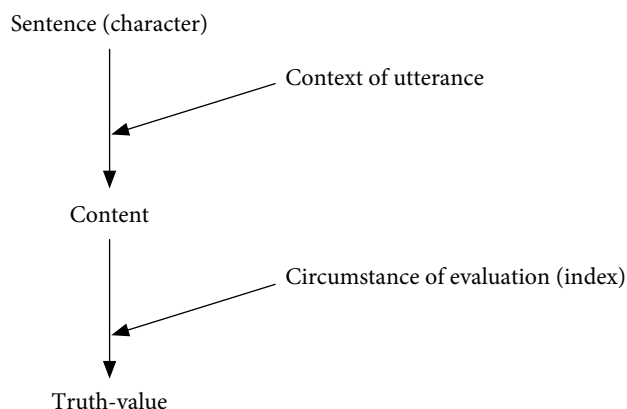 Sentence (character)
Context of utterance
Content
Circumstance of evaluation (index)
Truth-value